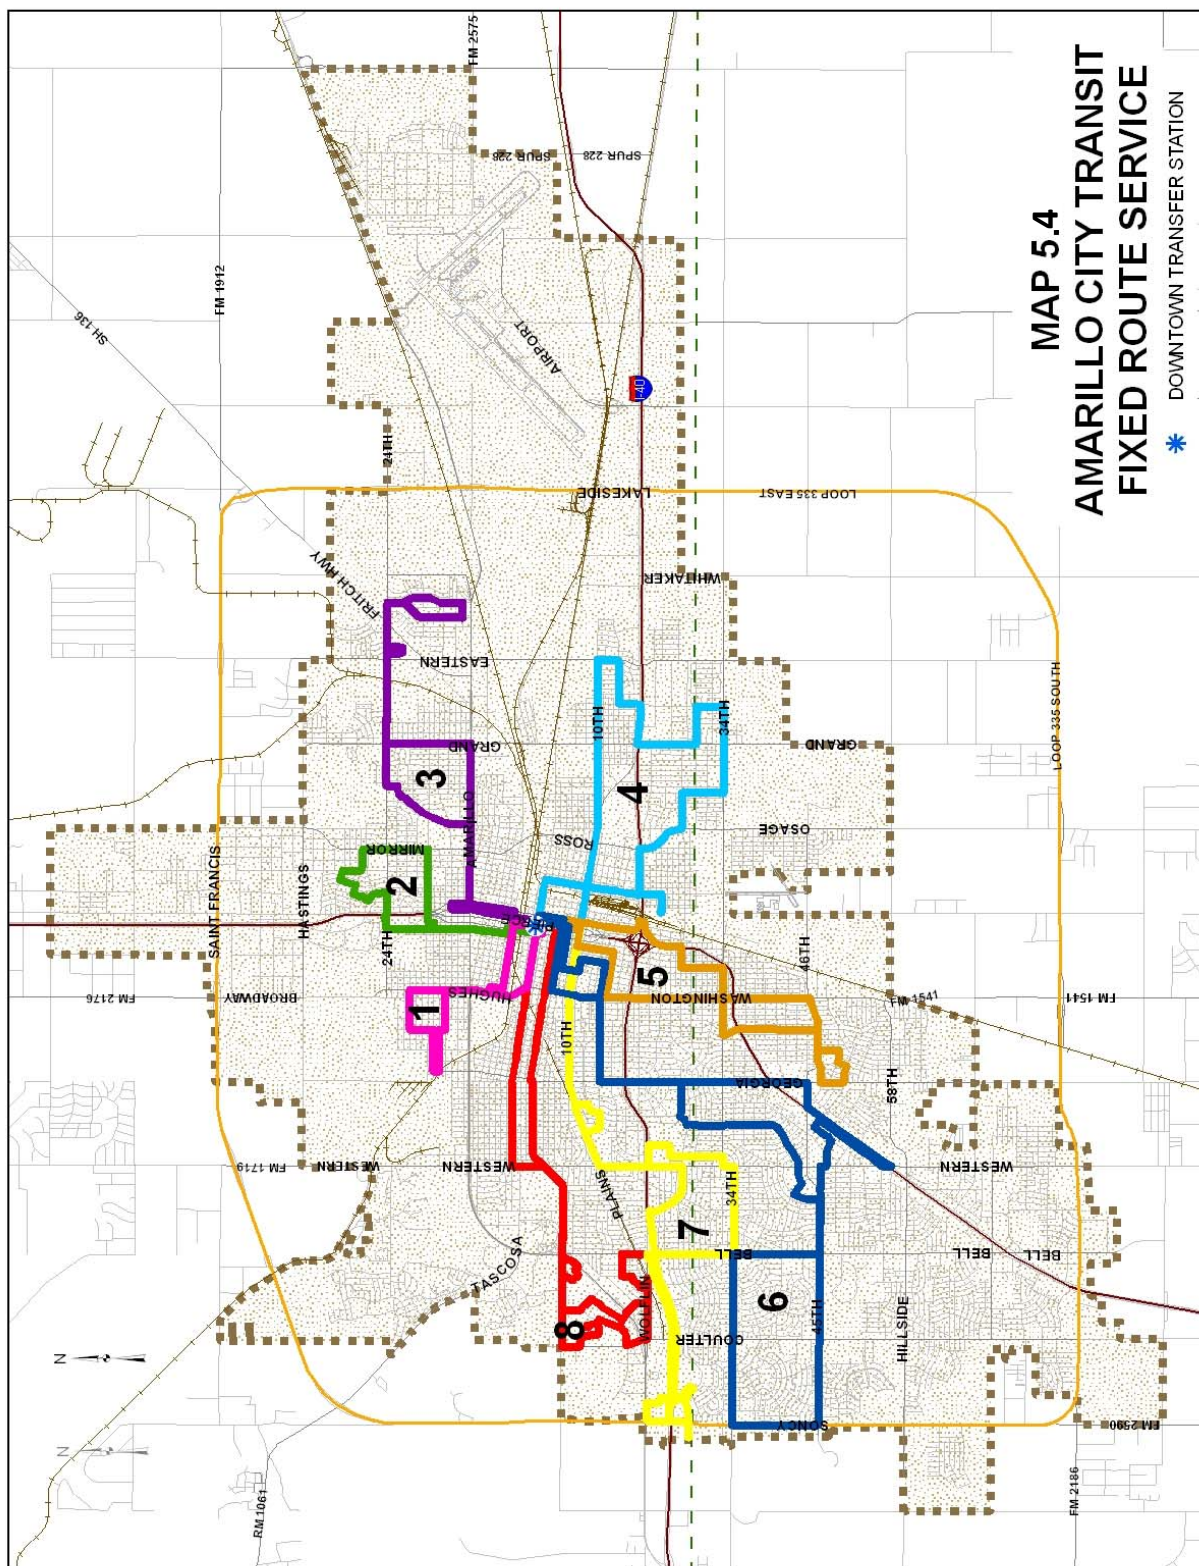 MAP 5.4
AMARILLO CITY TRANSIT
FIXED ROUTE SERVICE
DOWNTOWN TRANSFER STATION
N
N
RM 1061
TASCOSA
FM 1719
WESTERN
WESTERN
FM 2176
BROADWAY
SAINT FRANCIS
HASTINGS
24TH
MIRROR
HUGHES
PIERCE
AMARILLO
GRAND
EASTERN
FRITCH HWY
24TH
SH 136
FM 1912
FM 2575
SPUR 228
SPUR 228
AIRPORT
I-40
LAKESIDE
LOOP 335 EAST
WHITAKER
10TH
34TH
GRAND
ROSS
OSAGE
LOOP 335 SOUTH
46TH
WASHINGTON
FM 1541
FM 1541
10TH
GEORGIA
58TH
WESTERN
PLAINS
34TH
BELL
BELL
BELL
WOLFLIN
COULTER
45TH
HILLSIDE
SONCY
FM 2590
FM 2186
1
2
3
4
5
6
7
8